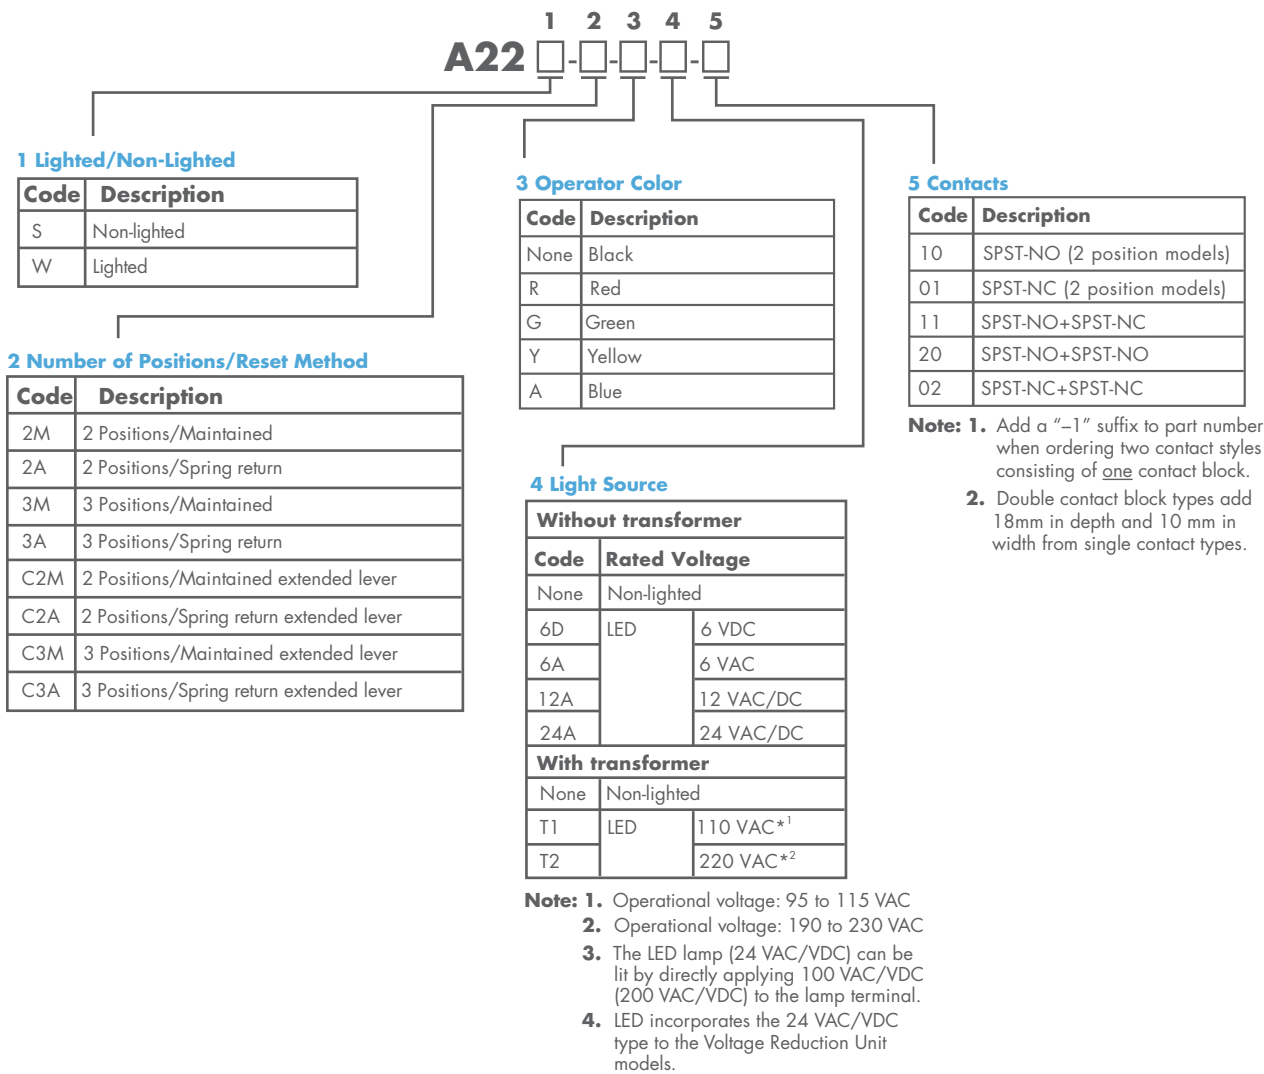 1 2 3 4 5
A22 □-□-□-□-□
1 Lighted/Non-Lighted
Code Description
S Non-lighted
W Lighted
2 Number of Positions/Reset Method
Code Description
2M 2 Positions/Maintained
2A 2 Positions/Spring return
3M 3 Positions/Maintained
3A 3 Positions/Spring return
C2M 2 Positions/Maintained extended lever
C2A 2 Positions/Spring return extended lever
C3M 3 Positions/Maintained extended lever
C3A 3 Positions/Spring return extended lever
3 Operator Color
Code Description
None Black
R Red
G Green
Y Yellow
A Blue
4 Light Source
Without transformer
Code Rated Voltage
None Non-lighted
6D LED 6 VDC
6A 6 VAC
12A 12 VAC/DC
24A 24 VAC/DC
With transformer
None Non-lighted
T1 LED 110 VAC*1
T2 220 VAC*2
Note: 1. Operational voltage: 95 to 115 VAC
2. Operational voltage: 190 to 230 VAC
3. The LED lamp (24 VAC/VDC) can be
lit by directly applying 100 VAC/VDC
(200 VAC/VDC) to the lamp terminal.
4. LED incorporates the 24 VAC/VDC
type to the Voltage Reduction Unit
models.
5 Contacts
Code Description
10 SPST-NO (2 position models)
01 SPST-NC (2 position models)
11 SPST-NO+SPST-NC
20 SPST-NO+SPST-NO
02 SPST-NC+SPST-NC
Note: 1. Add a “–1” suffix to part number
when ordering two contact styles
consisting of one contact block.
2. Double contact block types add
18mm in depth and 10 mm in
width from single contact types.